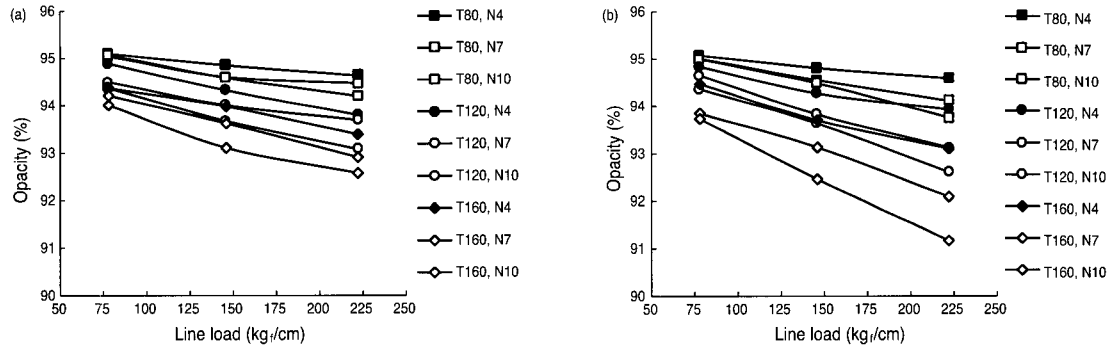 (a)
Opacity (%)
96
95
94
93
92
91
90
50
75
100
125
150
175
200
225
250
Line load (kgf/cm)
T80, N4
T80, N7
T80, N10
T120, N4
T120, N7
T120, N10
T160, N4
T160, N7
T160, N10
(b)
Opacity (%)
96
95
94
93
92
91
90
50
75
100
125
150
175
200
225
250
Line load (kgf/cm)
T80, N4
T80, N7
T80, N10
T120, N4
T120, N7
T120, N10
T160, N4
T160, N7
T160, N10